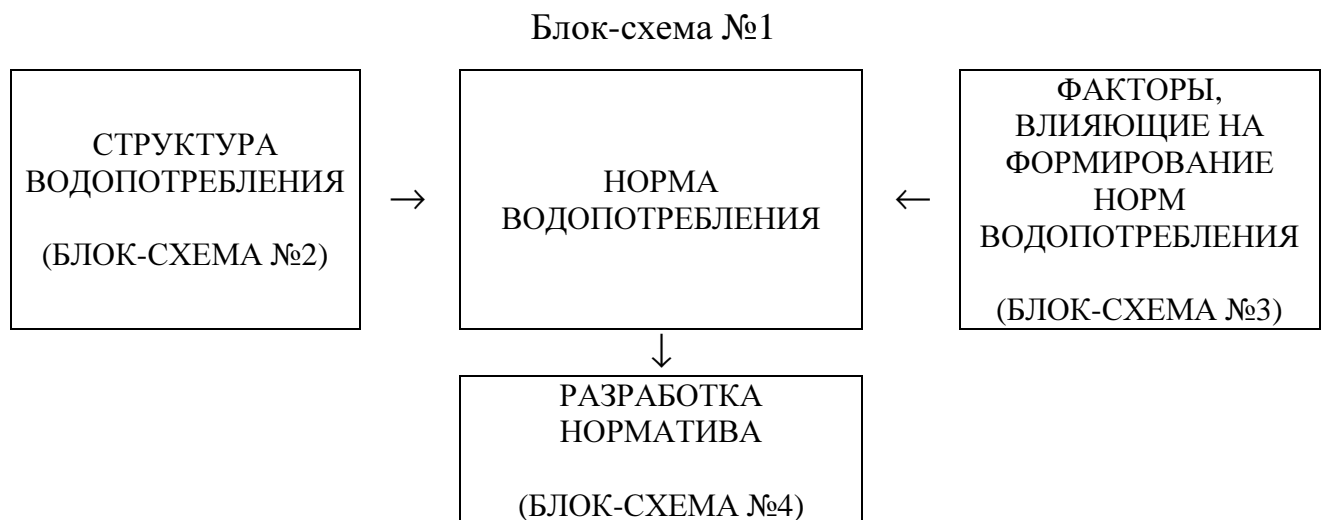 Блок-схема №1
СТРУКТУРА
ВОДОПОТРЕБЛЕНИЯ
(БЛОК-СХЕМА №2)
→
НОРМА
ВОДОПОТРЕБЛЕНИЯ
←
ФАКТОРЫ,
ВЛИЯЮЩИЕ НА
ФОРМИРОВАНИЕ
НОРМ
ВОДОПОТРЕБЛЕНИЯ
(БЛОК-СХЕМА №3)
↓
РАЗРАБОТКА
НОРМАТИВА
(БЛОК-СХЕМА №4)